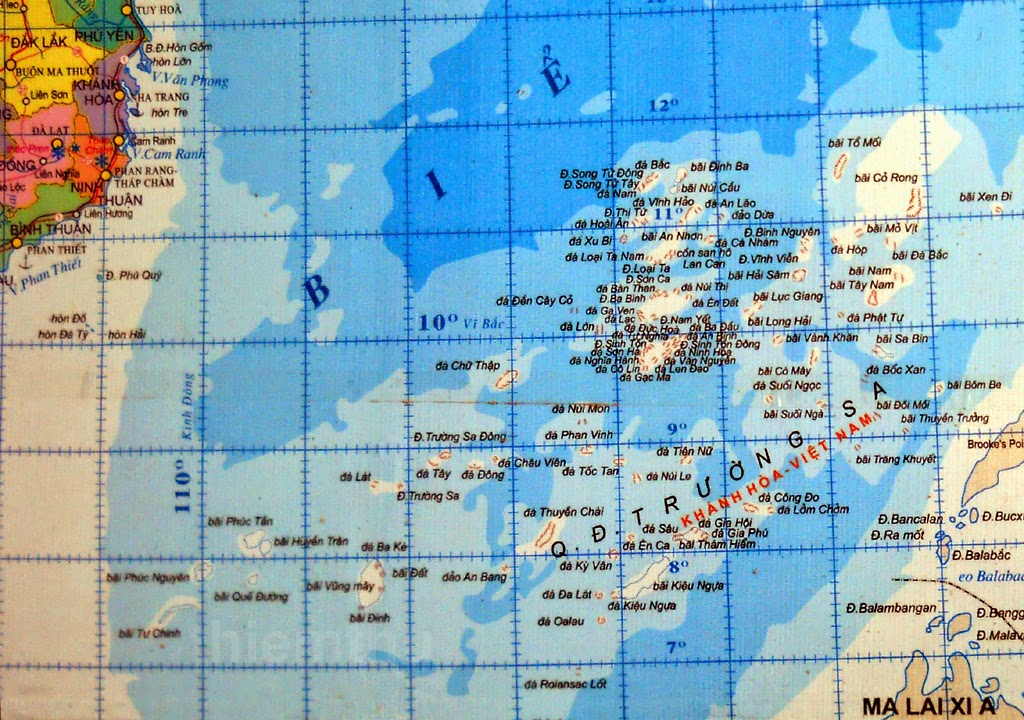 TUY HOÀ
ĐẮK LẮK
PHÚ YÊN
B.Đ.Hòn Gốm
hòn Lớn
V.Vân Phong
BUÔN MA THUỘT
KHÁNH HÒA
Liên Sơn
NHA TRANG
hòn Tre
ĐÀ LẠT
Cam Ranh
V.Cam Ranh
Liên Nghĩa
PHAN RANG-THÁP CHÀM
NINH THUẬN
Liên Hương
BÌNH THUẬN
PHAN THIẾT
V.Phan Thiết
Đ. Phú Quý
hòn Đồ
hòn Đá Tý
hòn Hải
B I Ể
12°
11°
10°
Vĩ Bắc
9°
8°
7°
110°
Kinh Đông
đá Bắc
bãi Đinh Ba
Đ.Song Tử Đông
Đ.Song Tử Tây
bãi Núi Cầu
đá Nam
đá Vĩnh Hảo
đá An Lão
Đ.Thị Tứ
đảo Dừa
đá Hoài Ân
đá Xu Bi
bãi An Nhơn
đá Cá Nhám
Đ.Bình Nguyên
đá Loại Ta Nam
cồn san hô Lan Can
Đ.Vĩnh Viễn
Đ.Loại Ta
Đ.Sơn Ca
bãi Hải Sâm
đá Bàn Than
đá Núi Thị
đá Đền Cây Cỏ
Đ.Ba Bình
đá Én Đất
bãi Lục Giang
đá Ga Ven
đá Lạc
Đ.Nam Yết
bãi Long Hải
đá Lớn
đá Đức Hoà
đá Ba Đầu
đá Tư Nghĩa
đá An Bình
Đ.Sinh Tồn
Đ.Sinh Tồn Đông
đá Sơn Hà
đá Ninh Hòa
đá Nghĩa Hành
đá Văn Nguyên
đá Cô Lin
đá Len Đao
đá Gạc Ma
bãi Tổ Muỗi
bãi Cỏ Rong
bãi Xen Đi
bãi Mỏ Vịt
đá Hóp
bãi Đá Bắc
bãi Nam
bãi Tây Nam
đá Phật Tự
bãi Vành Khăn
bãi Sa Bin
bãi Cỏ Mây
đá Bốc Xan
đá Suối Ngọc
bãi Bôm Be
bãi Suối Ngà
bãi Đồi Mồi
bãi Thuyền Trưởng
bãi Trăng Khuyết
đá Chữ Thập
đá Núi Mon
đá Phan Vinh
Đ.Trường Sa Đông
đá Tiên Nữ
đá Châu Viên
đá Tốc Tan
đá Núi Le
đá Lát
đá Tây
đá Đông
Đ.Trường Sa
Q. Đ T R Ư Ờ N G S A
KHÁNH HÒA-VIỆT NAM
đá Công Đo
đá Lồm Chồm
đá Thuyền Chài
đá Sâu
đá Gia Hội
đá Gia Phú
đá Én Ca
bãi Thám Hiểm
bãi Phúc Tần
bãi Huyền Trân
đá Ba Kè
đá Kỳ Vân
bãi Phúc Nguyên
bãi Vũng mây
bãi Đất
đảo An Bang
bãi Quế Đường
đá Đa Lát
bãi Kiệu Ngựa
đá Kiệu Ngựa
bãi Đinh
đá Oalau
bãi Tư Chính
đá Roiansac Lốt
Brooke's Poi
Đ.Bancalan
Đ.Bucxi
Đ.Ra mốt
Đ.Balabắc
eo Balabac
Đ.Balambangan
Đ.Bangg
Đ.Malav
MA LAI XI A